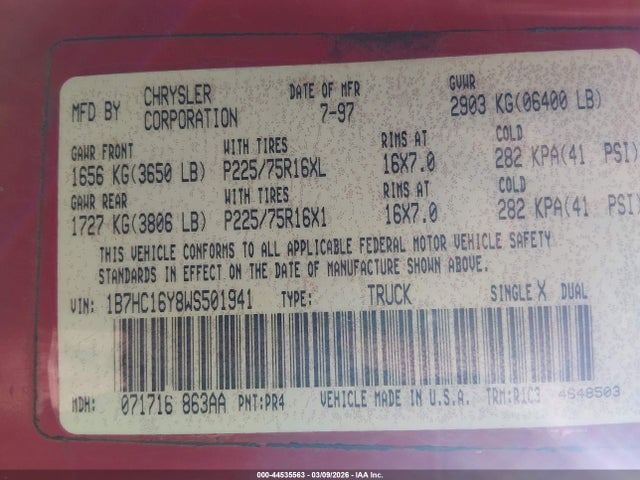 MFD BY CHRYSLER CORPORATION DATE OF MFR 7-97 GVWR 2903 KG(06400 LB)
GAWR FRONT WITH TIRES RIMS AT COLD
1656 KG(3650 LB) P225/75R16XL 16X7.0 282 KPA(41 PSI)
GAWR REAR WITH TIRES RIMS AT COLD
1727 KG(3806 LB) P225/75R16X1 16X7.0 282 KPA(41 PSI)
THIS VEHICLE CONFORMS TO ALL APPLICABLE FEDERAL MOTOR VEHICLE SAFETY
STANDARDS IN EFFECT ON THE DATE OF MANUFACTURE SHOWN ABOVE.
VIN: 1B7HC16Y8WS501941 TYPE: TRUCK SINGLE X DUAL
MDH: 071716 863AA PNT:PR4 VEHICLE MADE IN U.S.A. TRM:R1C3 4648503
000-44535563 - 03/09/2026 - IAA Inc.